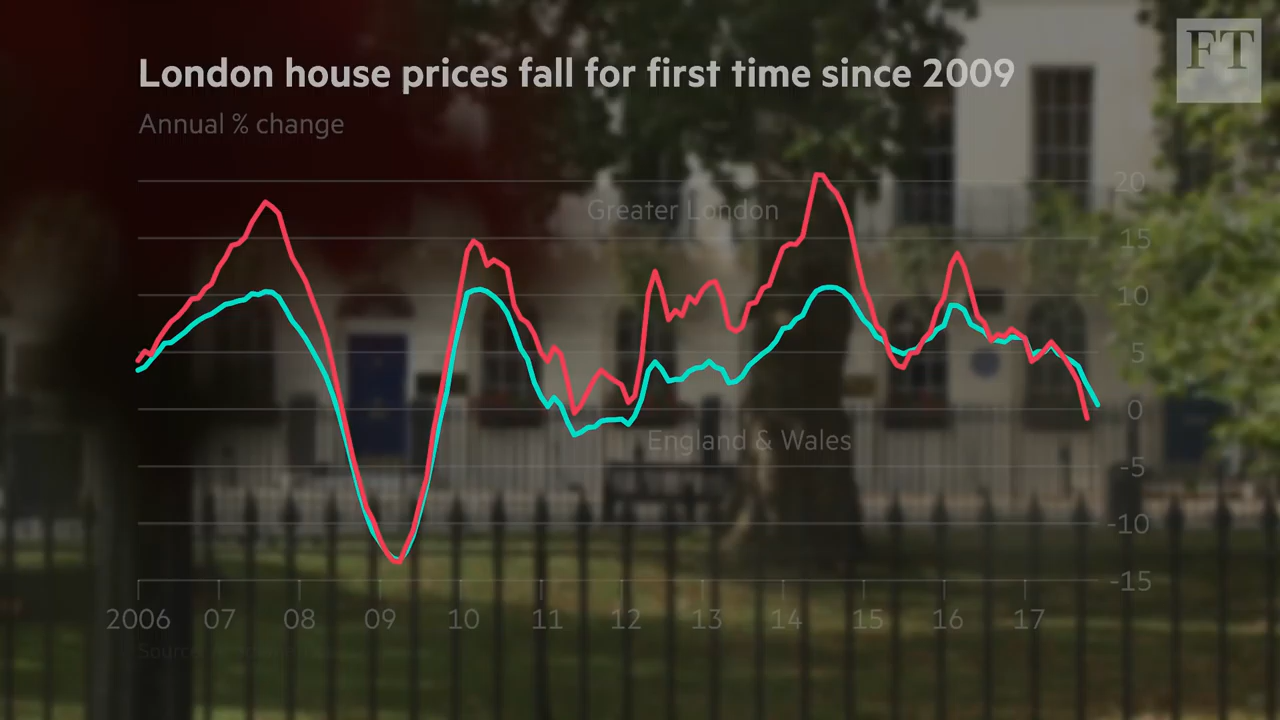 FT
London house prices fall for first time since 2009
Annual % change
20
Greater London
15
10
5
0
England & Wales
-5
-10
-15
2006 07 08 09 10 11 12 13 14 15 16 17